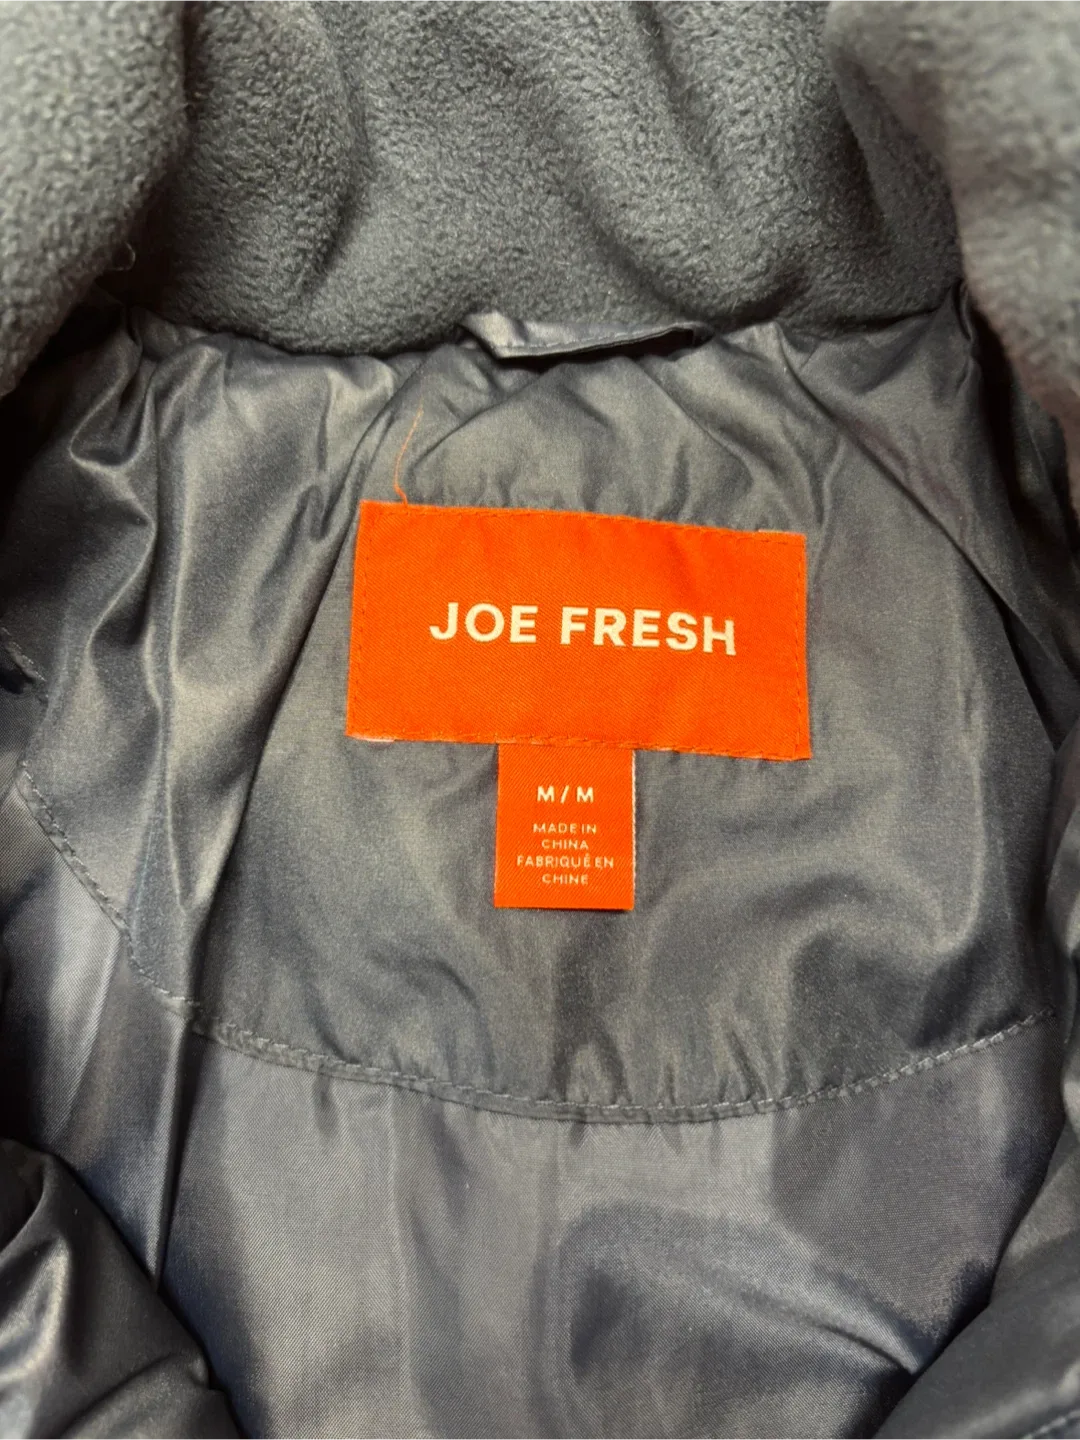 JOE FRESH
M/M
MADE IN
CHINA
FABRIQUÉ EN
CHINE